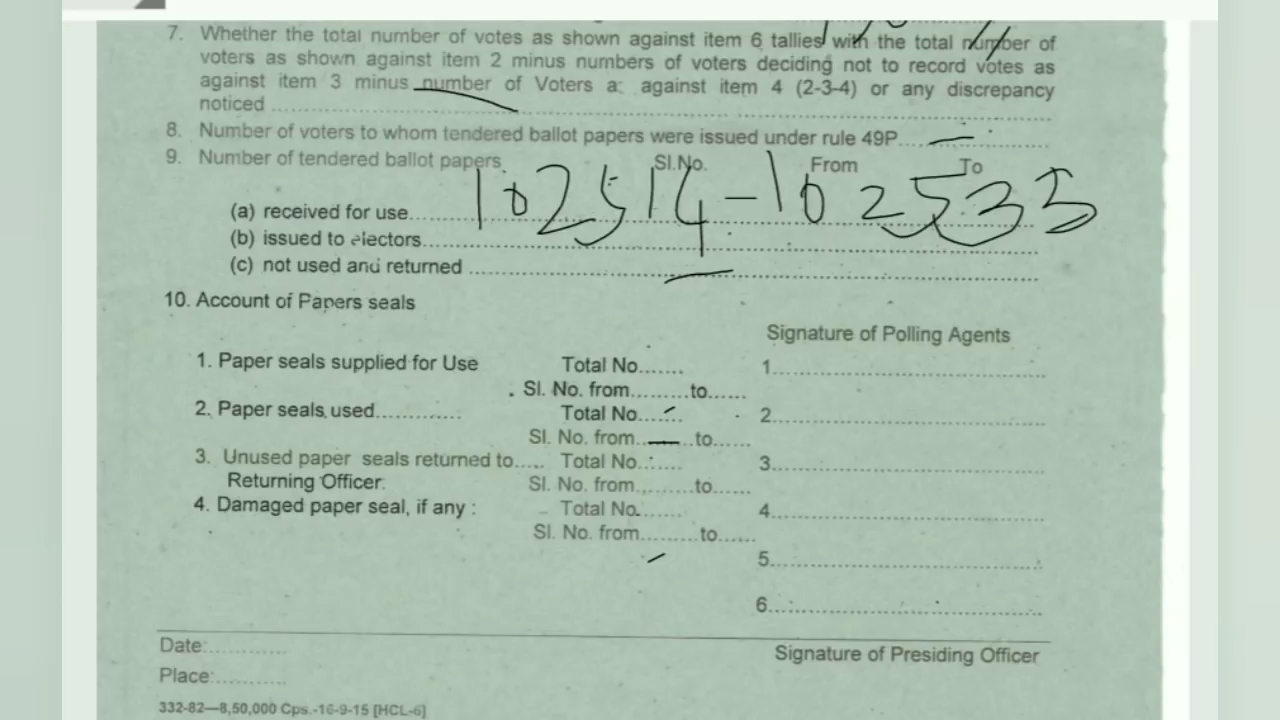 7. Whether the total number of votes as shown against item 6 tallies with the total number of
voters as shown against item 2 minus numbers of voters deciding not to record votes as
against item 3 minus number of Voters a: against item 4 (2-3-4) or any discrepancy
noticed
8. Number of voters to whom tendered ballot papers were issued under rule 49P.... —
9. Number of tendered ballot papers Sl.No. From To
(a) received for use.... 102514 - 102533
(b) issued to electors....
(c) not used and returned .... —
10. Account of Papers seals
Signature of Polling Agents
1. Paper seals supplied for Use Total No....... 1....
Sl. No. from.........to......
2. Paper seals used............. Total No....... 2....
Sl. No. from.........to......
3. Unused paper seals returned to..... Total No....... 3....
Returning Officer. Sl. No. from.........to......
4. Damaged paper seal, if any : Total No....... 4....
Sl. No. from.........to......
5....
6....
Date:............
Signature of Presiding Officer
Place:...........
332-82—8,50,000 Cps.-16-9-15 [HCL-6]